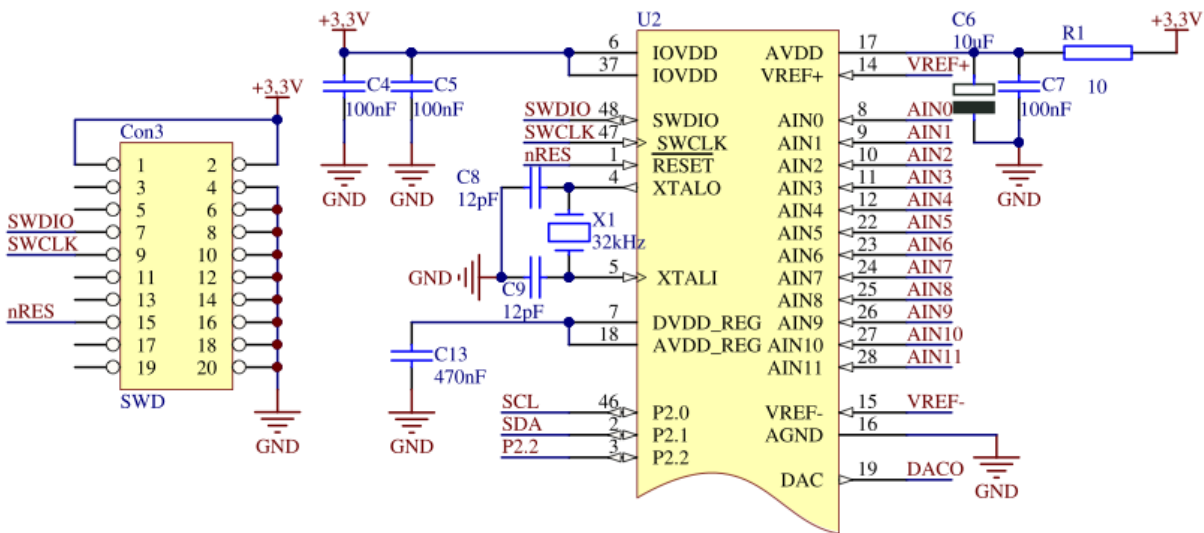 +3,3V
GND
C4
100nF
C5
100nF
GND
U2
6 IOVDD
37 IOVDD
SWDIO 48 SWDIO
SWCLK 47 SWCLK
nRES 1 RESET
4 XTALO
5 XTALI
7 DVDD_REG
18 AVDD_REG
SCL 46 P2.0
SDA 2 P2.1
P2.2 3 P2.2
AVDD 17
VREF+ 14 VREF+
AIN0 8 AIN0
AIN1 9 AIN1
AIN2 10 AIN2
AIN3 11 AIN3
AIN4 12 AIN4
AIN5 22 AIN5
AIN6 23 AIN6
AIN7 24 AIN7
AIN8 25 AIN8
AIN9 26 AIN9
AIN10 27 AIN10
AIN11 28 AIN11
VREF- 15 VREF-
AGND 16
DAC 19 DACO
C6
10uF
C7
100nF
GND
R1
10
+3,3V
GND
C8
12pF
X1
32kHz
GND
C9
12pF
C13
470nF
GND
+3,3V
Con3
1 2
3 4
5 6
SWDIO 7 8
SWCLK 9 10
11 12
13 14
nRES 15 16
17 18
19 20
SWD
GND